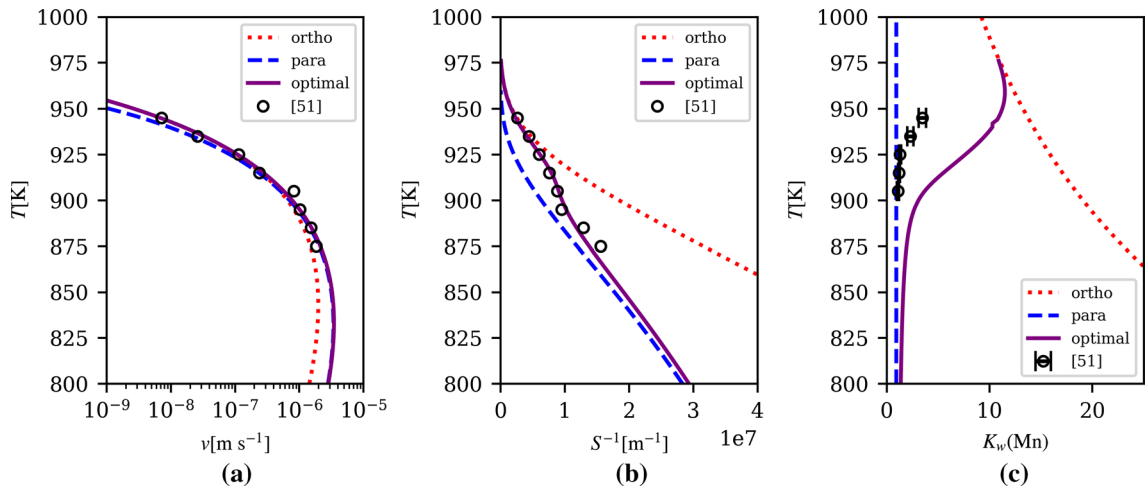 1000
975
950
925
900
875
850
825
800
T[K]
ortho
para
optimal
[51]
10⁻⁹ 10⁻⁸ 10⁻⁷ 10⁻⁶ 10⁻⁵
v[m s⁻¹]
(a)
1000
975
950
925
900
875
850
825
800
T[K]
ortho
para
optimal
[51]
0 1 2 3 4
S⁻¹[m⁻¹] 1e7
(b)
1000
975
950
925
900
875
850
825
800
T[K]
ortho
para
optimal
[51]
0 10 20
K_w(Mn)
(c)